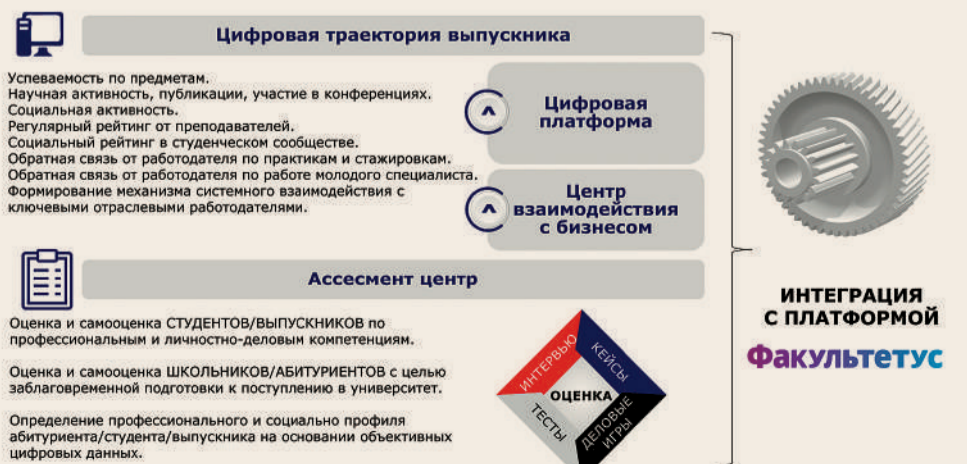 Цифровая траектория выпускника
Успеваемость по предметам.
Научная активность, публикации, участие в конференциях.
Социальная активность.
Регулярный рейтинг от преподавателей.
Социальный рейтинг в студенческом сообществе.
Обратная связь от работодателя по практикам и стажировкам.
Обратная связь от работодателя по работе молодого специалиста.
Формирование механизма системного взаимодействия с
ключевыми отраслевыми работодателями.
Цифровая
платформа
Центр
взаимодействия
с бизнесом
Ассесмент центр
Оценка и самооценка СТУДЕНТОВ/ВЫПУСКНИКОВ по
профессиональным и личностно-деловым компетенциям.
Оценка и самооценка ШКОЛЬНИКОВ/АБИТУРИЕНТОВ с целью
заблаговременной подготовки к поступлению в университет.
Определение профессионального и социально профиля
абитуриента/студента/выпускника на основании объективных
цифровых данных.
ИНТЕРВЬЮ
КЕЙСЫ
ОЦЕНКА
ТЕСТЫ
ДЕЛОВЫЕ
ИГРЫ
ИНТЕГРАЦИЯ
С ПЛАТФОРМОЙ
Факультетус